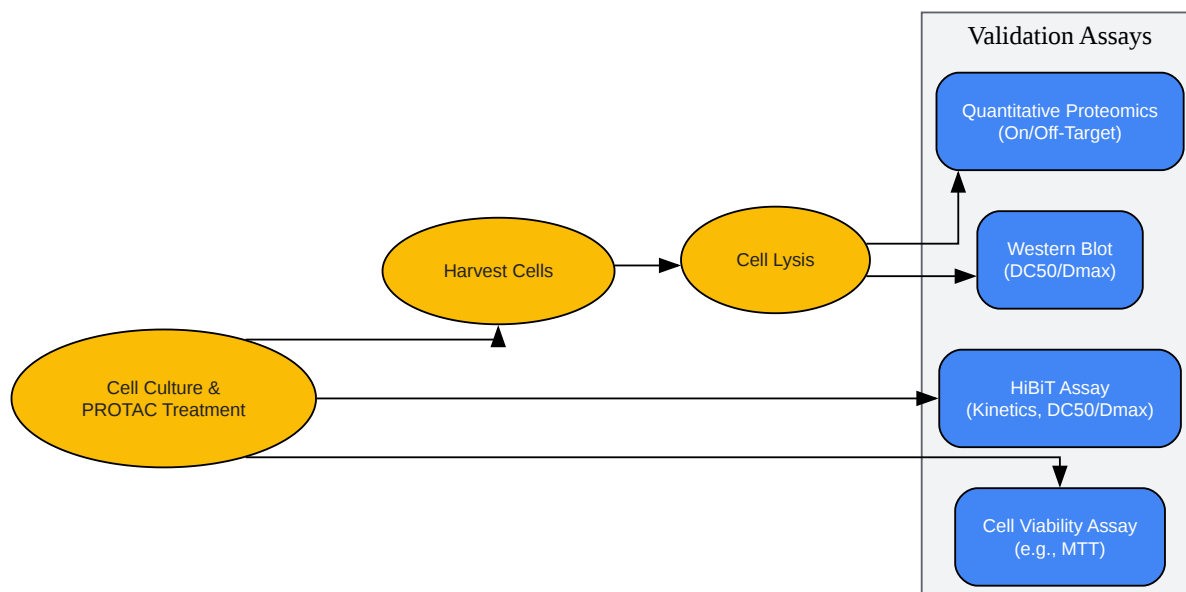 Validation Assays
Quantitative Proteomics
(On/Off-Target)
Western Blot
(DC50/Dmax)
Cell Lysis
Harvest Cells
Cell Culture &
PROTAC Treatment
HiBiT Assay
(Kinetics, DC50/Dmax)
Cell Viability Assay
(e.g., MTT)